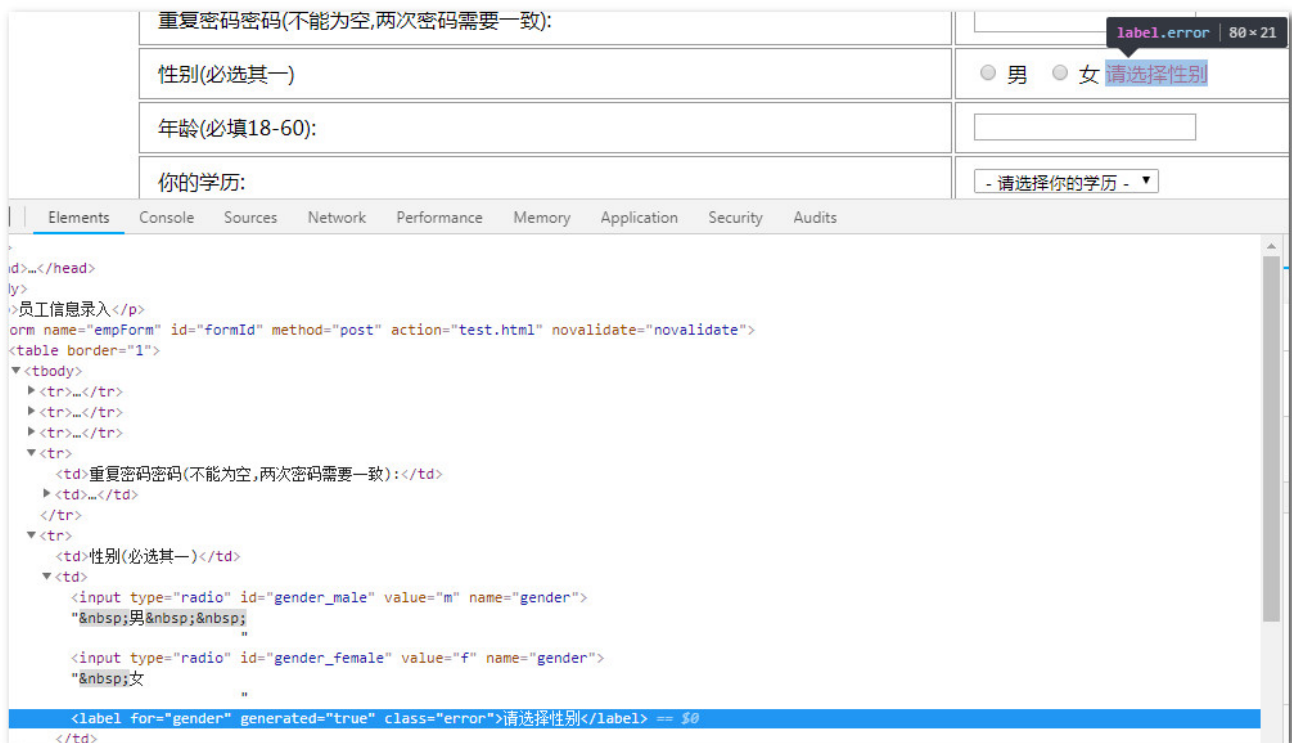 重复密码密码(不能为空,两次密码需要一致):
label.error | 80×21
性别(必选其一)
男 女 请选择性别
年龄(必填18-60):
你的学历:
- 请选择你的学历 -
Elements Console Sources Network Performance Memory Application Security Audits
>
d>…</head>
ly>
>员工信息录入</p>
orm name="empForm" id="formId" method="post" action="test.html" novalidate="novalidate">
<table border="1">
▼<tbody>
▶<tr>…</tr>
▶<tr>…</tr>
▶<tr>…</tr>
▼<tr>
<td>重复密码密码(不能为空,两次密码需要一致):</td>
▶<td>…</td>
</tr>
▼<tr>
<td>性别(必选其一)</td>
▼<td>
<input type="radio" id="gender_male" value="m" name="gender">
"&nbsp;男&nbsp;&nbsp;
"
<input type="radio" id="gender_female" value="f" name="gender">
"&nbsp;女
"
<label for="gender" generated="true" class="error">请选择性别</label> == $0
</td>